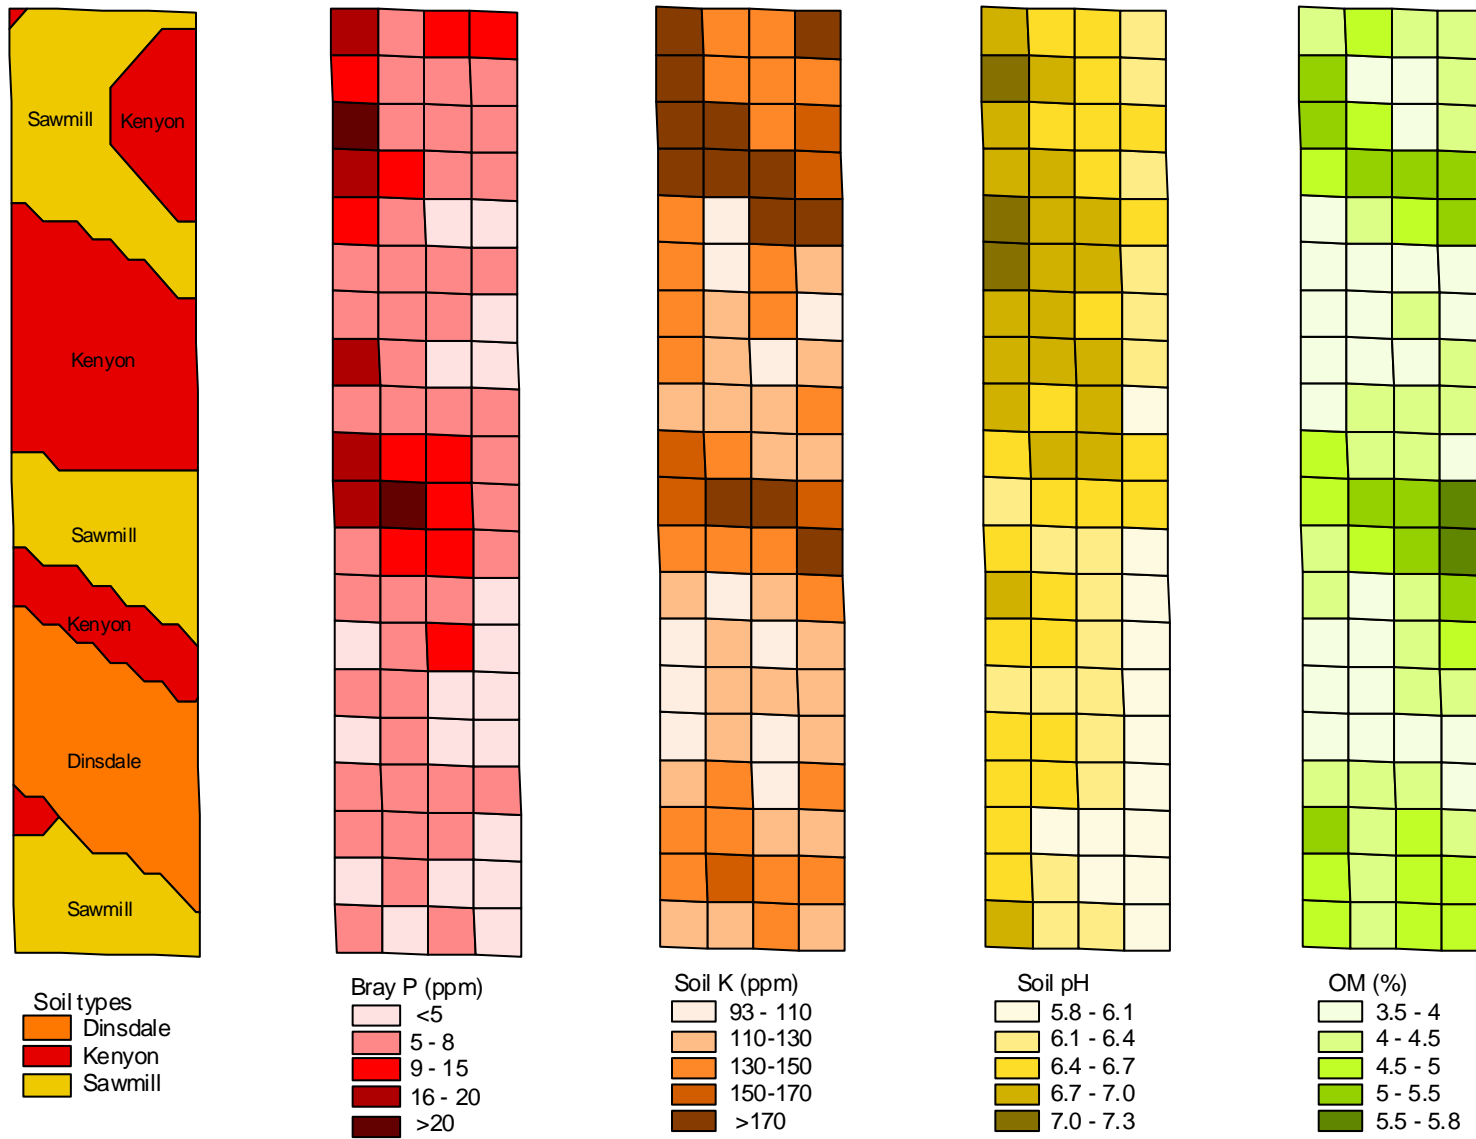 Sawmill
Kenyon
Kenyon
Sawmill
Kenyon
Dinsdale
Sawmill
Soil types
Dinsdale
Kenyon
Sawmill
Bray P (ppm)
<5
5 - 8
9 - 15
16 - 20
>20
Soil K (ppm)
93 - 110
110-130
130-150
150-170
>170
Soil pH
5.8 - 6.1
6.1 - 6.4
6.4 - 6.7
6.7 - 7.0
7.0 - 7.3
OM (%)
3.5 - 4
4 - 4.5
4.5 - 5
5 - 5.5
5.5 - 5.8